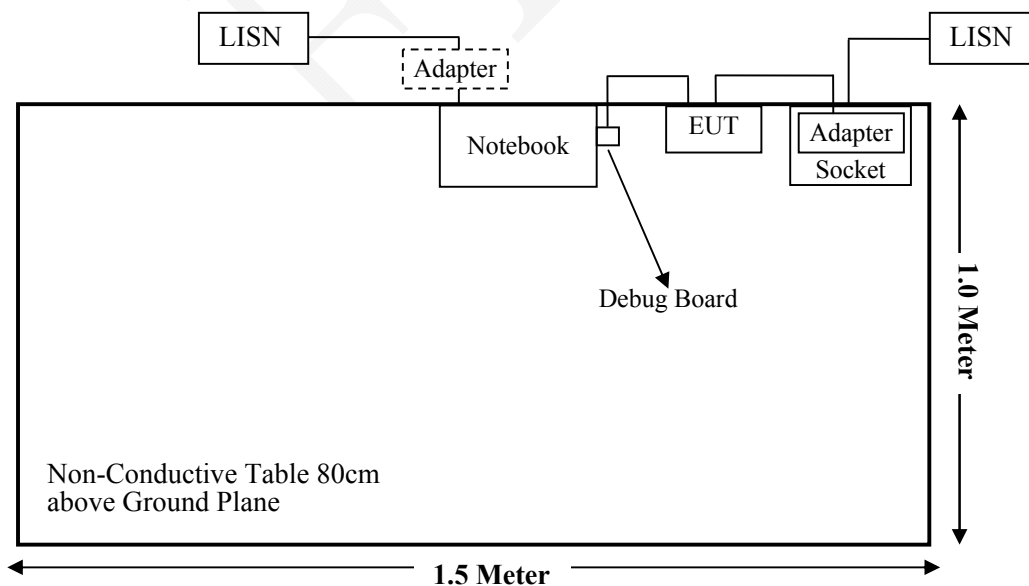 LISN
LISN
Adapter
Notebook
EUT
Adapter
Socket
Debug Board
1.0 Meter
Non-Conductive Table 80cm
above Ground Plane
1.5 Meter